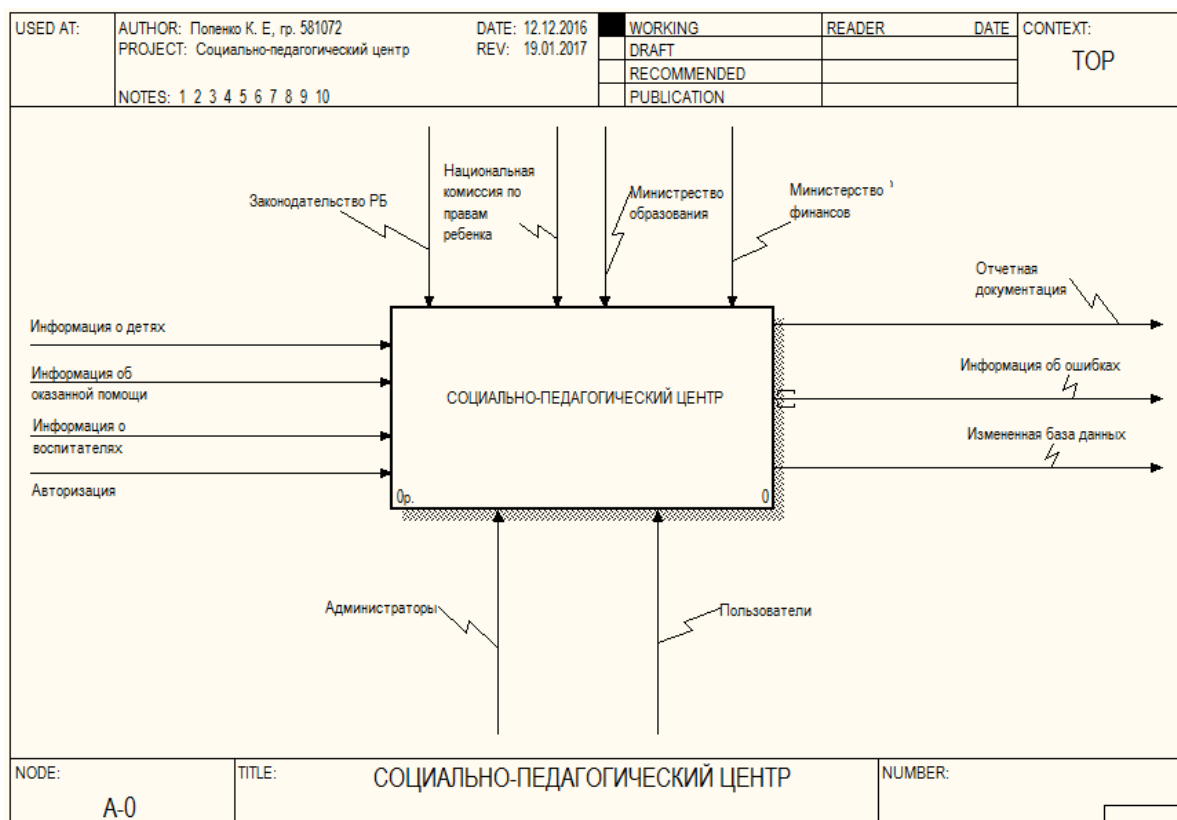 USED AT:
AUTHOR: Попенко К. Е, гр. 581072
DATE: 12.12.2016
PROJECT: Социально-педагогический центр
REV: 19.01.2017
NOTES: 1 2 3 4 5 6 7 8 9 10
WORKING
DRAFT
RECOMMENDED
PUBLICATION
READER
DATE
CONTEXT:
TOP
Законодательство РБ
Национальная
комиссия по
правам
ребенка
Министрество
образования
Министерство
финансов
Отчетная
документация
Информация о детях
Информация об
оказанной помощи
Информация о
воспитателях
Авторизация
СОЦИАЛЬНО-ПЕДАГОГИЧЕСКИЙ ЦЕНТР
0р.
0
Информация об ошибках
Измененная база данных
Администраторы
Пользователи
NODE:
A-0
TITLE:
СОЦИАЛЬНО-ПЕДАГОГИЧЕСКИЙ ЦЕНТР
NUMBER: